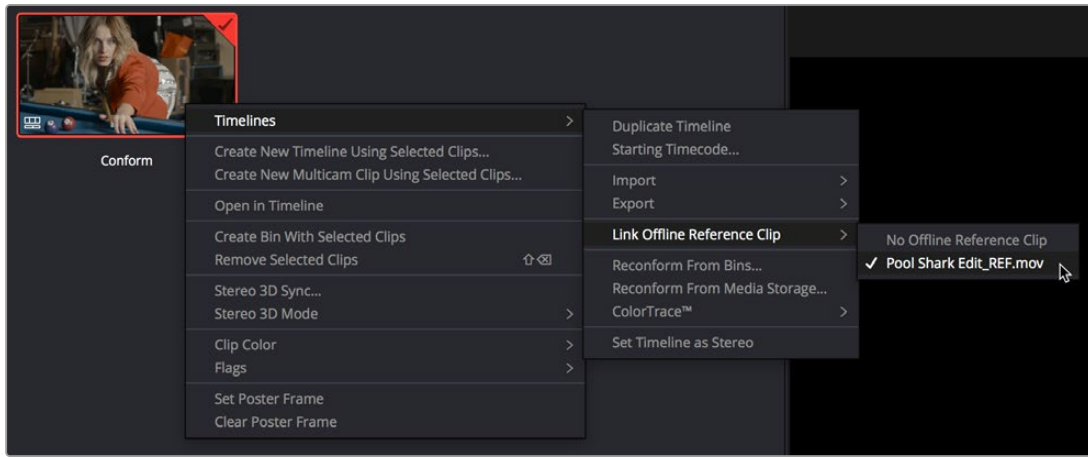 Conform
Timelines
Create New Timeline Using Selected Clips...
Create New Multicam Clip Using Selected Clips...
Open in Timeline
Create Bin With Selected Clips
Remove Selected Clips ⇧⌫
Stereo 3D Sync...
Stereo 3D Mode
Clip Color
Flags
Set Poster Frame
Clear Poster Frame
Duplicate Timeline
Starting Timecode...
Import
Export
Link Offline Reference Clip
Reconform From Bins...
Reconform From Media Storage...
ColorTrace™
Set Timeline as Stereo
No Offline Reference Clip
Pool Shark Edit_REF.mov